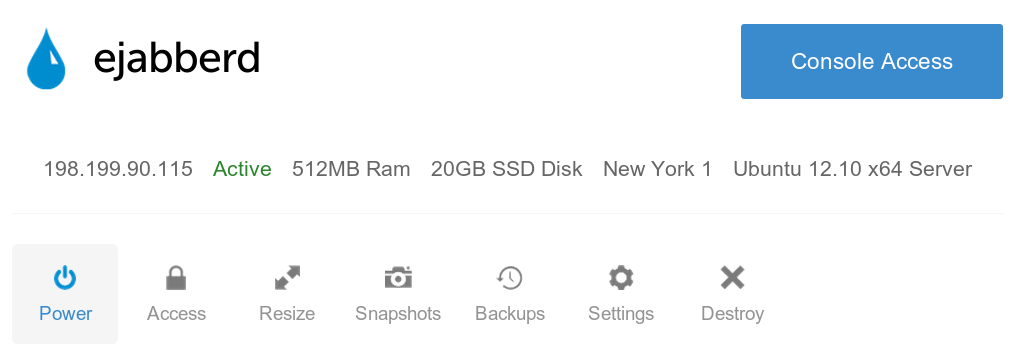 ejabberd
Console Access
198.199.90.115 Active 512MB Ram 20GB SSD Disk New York 1 Ubuntu 12.10 x64 Server
Power Access Resize Snapshots Backups Settings Destroy